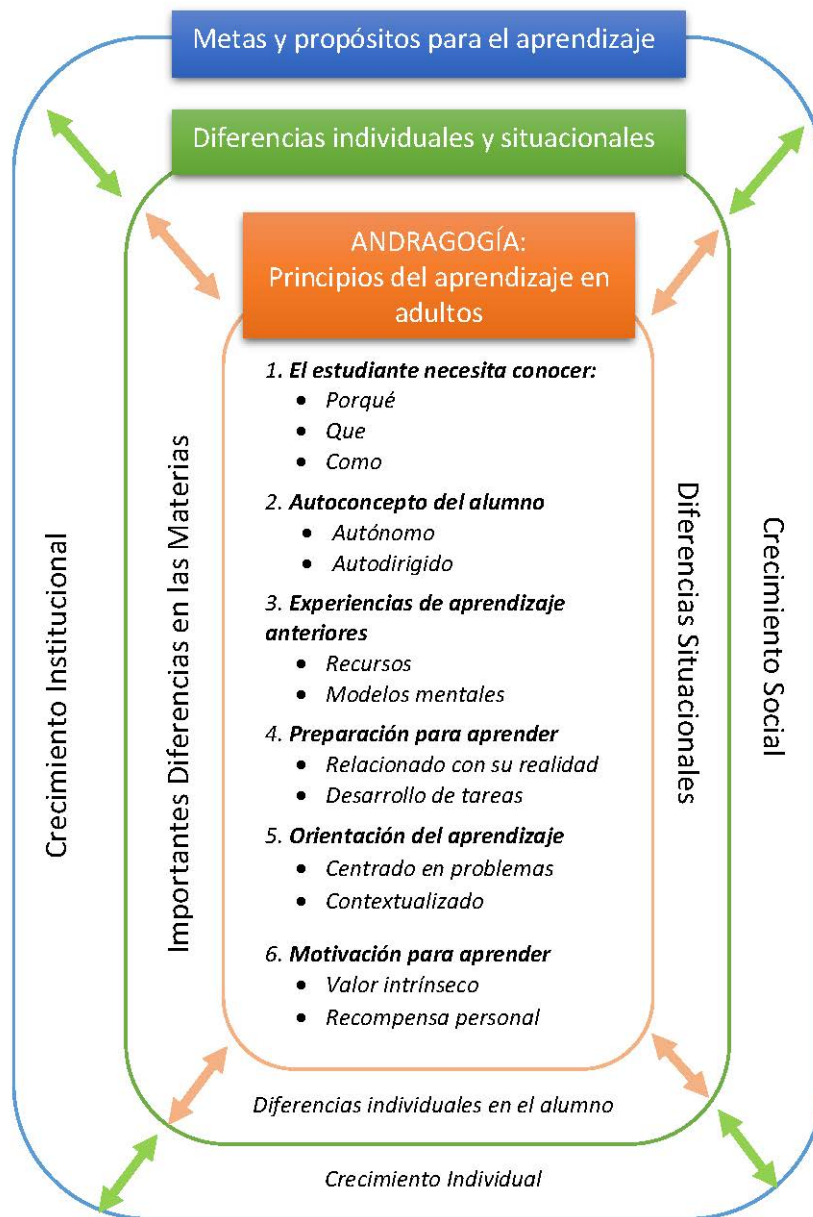 Metas y propósitos para el aprendizaje
Diferencias individuales y situacionales
ANDRAGOGÍA:
Principios del aprendizaje en
adultos
1. El estudiante necesita conocer:
• Porqué
• Que
• Como
2. Autoconcepto del alumno
• Autónomo
• Autodirigido
3. Experiencias de aprendizaje
anteriores
• Recursos
• Modelos mentales
4. Preparación para aprender
• Relacionado con su realidad
• Desarrollo de tareas
5. Orientación del aprendizaje
• Centrado en problemas
• Contextualizado
6. Motivación para aprender
• Valor intrínseco
• Recompensa personal
Crecimiento Institucional
Importantes Diferencias en las Materias
Diferencias Situacionales
Crecimiento Social
Diferencias individuales en el alumno
Crecimiento Individual